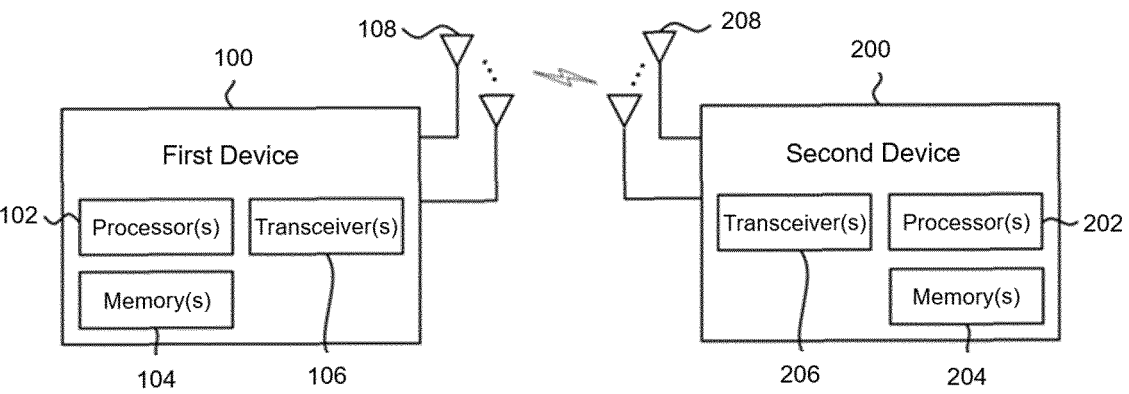 108
208
100
200
First Device
Second Device
102
Processor(s)
Transceiver(s)
Transceiver(s)
Processor(s)
202
Memory(s)
Memory(s)
104
106
206
204